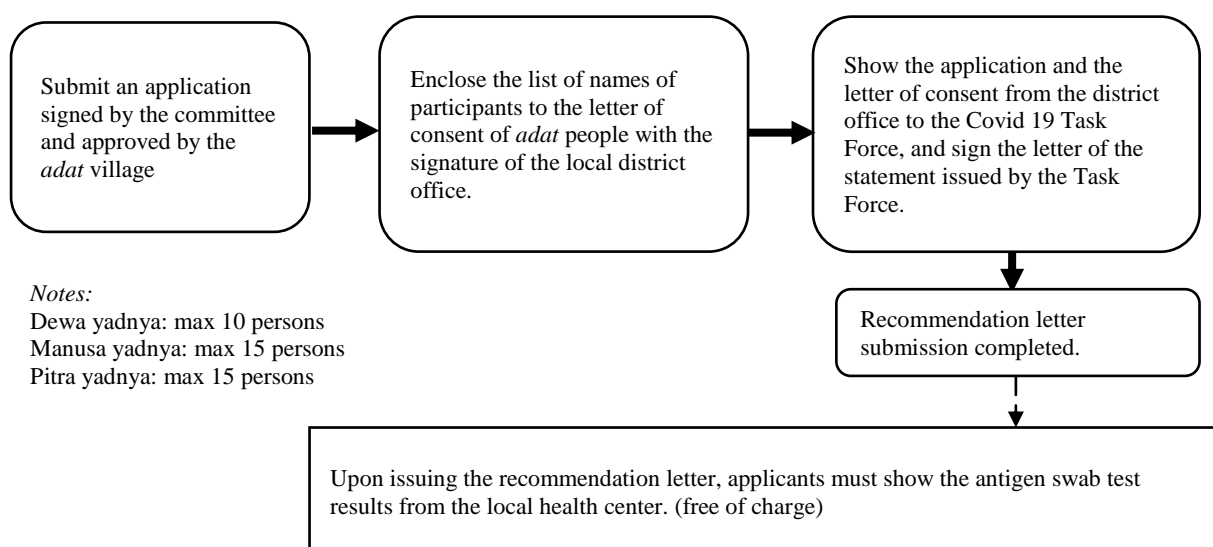 Submit an application
signed by the committee
and approved by the
adat village
Enclose the list of names of
participants to the letter of
consent of adat people with the
signature of the local district
office.
Show the application and the
letter of consent from the district
office to the Covid 19 Task
Force, and sign the letter of the
statement issued by the Task
Force.
Notes:
Dewa yadnya: max 10 persons
Manusa yadnya: max 15 persons
Pitra yadnya: max 15 persons
Recommendation letter
submission completed.
Upon issuing the recommendation letter, applicants must show the antigen swab test
results from the local health center. (free of charge)